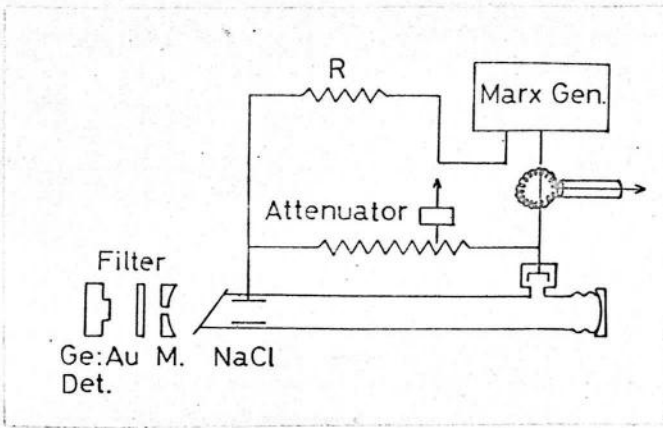 R
Marx Gen.
Attenuator
Filter
Ge:Au M. NaCl
Det.